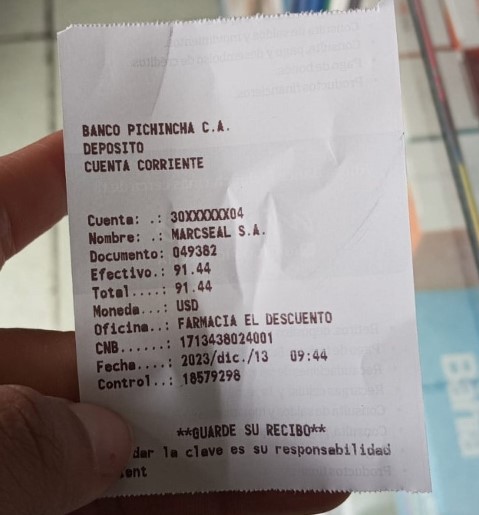 BANCO PICHINCHA C.A.
DEPOSITO
CUENTA CORRIENTE
Cuenta: .: 30XXXXXX04
Nombre: .: MARCSEAL S.A.
Documento: 049382
Efectivo.: 91.44
Total....: 91.44
Moneda...: USD
Oficina..: FARMACIA EL DESCUENTO
CNB......: 1713438024001
Fecha....: 2023/dic./13 09:44
Control..: 18579298
**GUARDE SU RECIBO**
dar la clave es su responsabilidad
ent